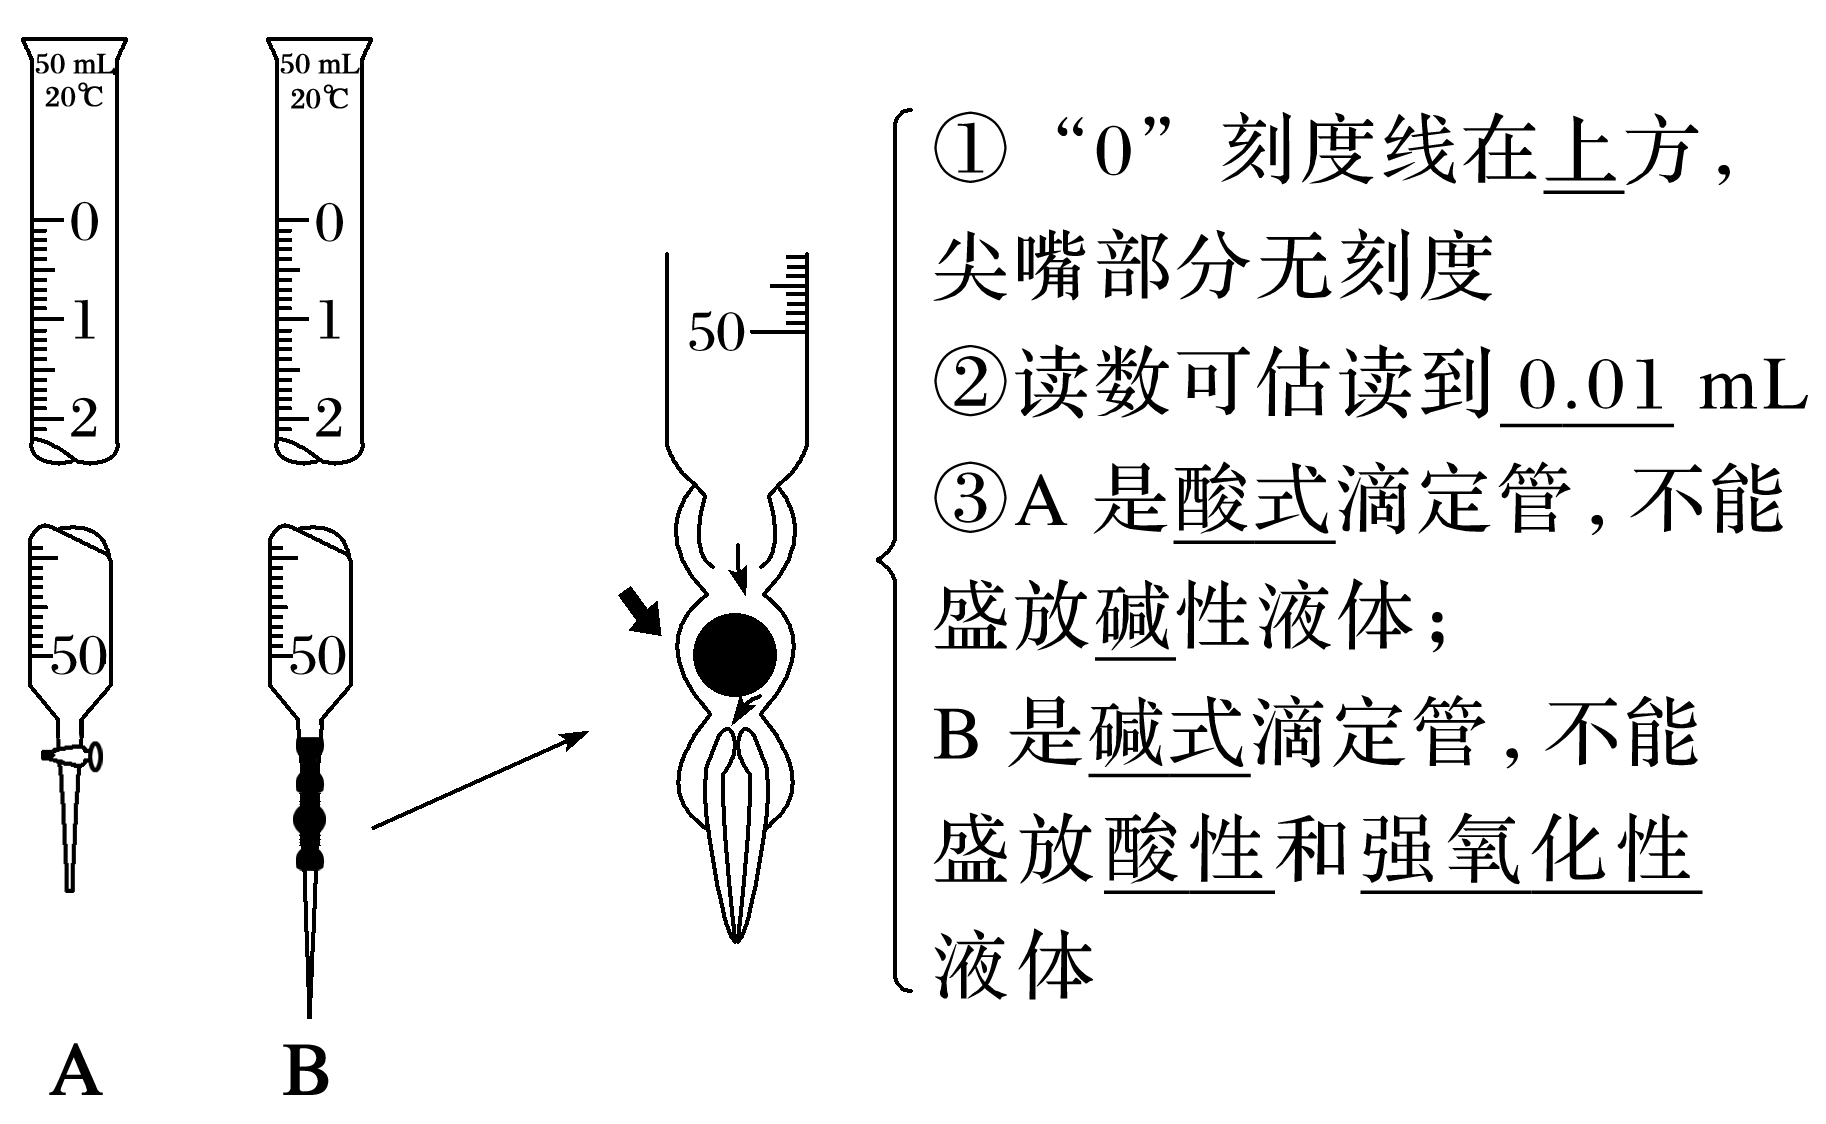 50 mL
20℃
0
1
2
50
A
50 mL
20℃
0
1
2
50
B
50
①“0”刻度线在上方,
尖嘴部分无刻度
②读数可估读到 0.01 mL
③A 是酸式滴定管,不能
盛放碱性液体;
B 是碱式滴定管,不能
盛放酸性和强氧化性
液体